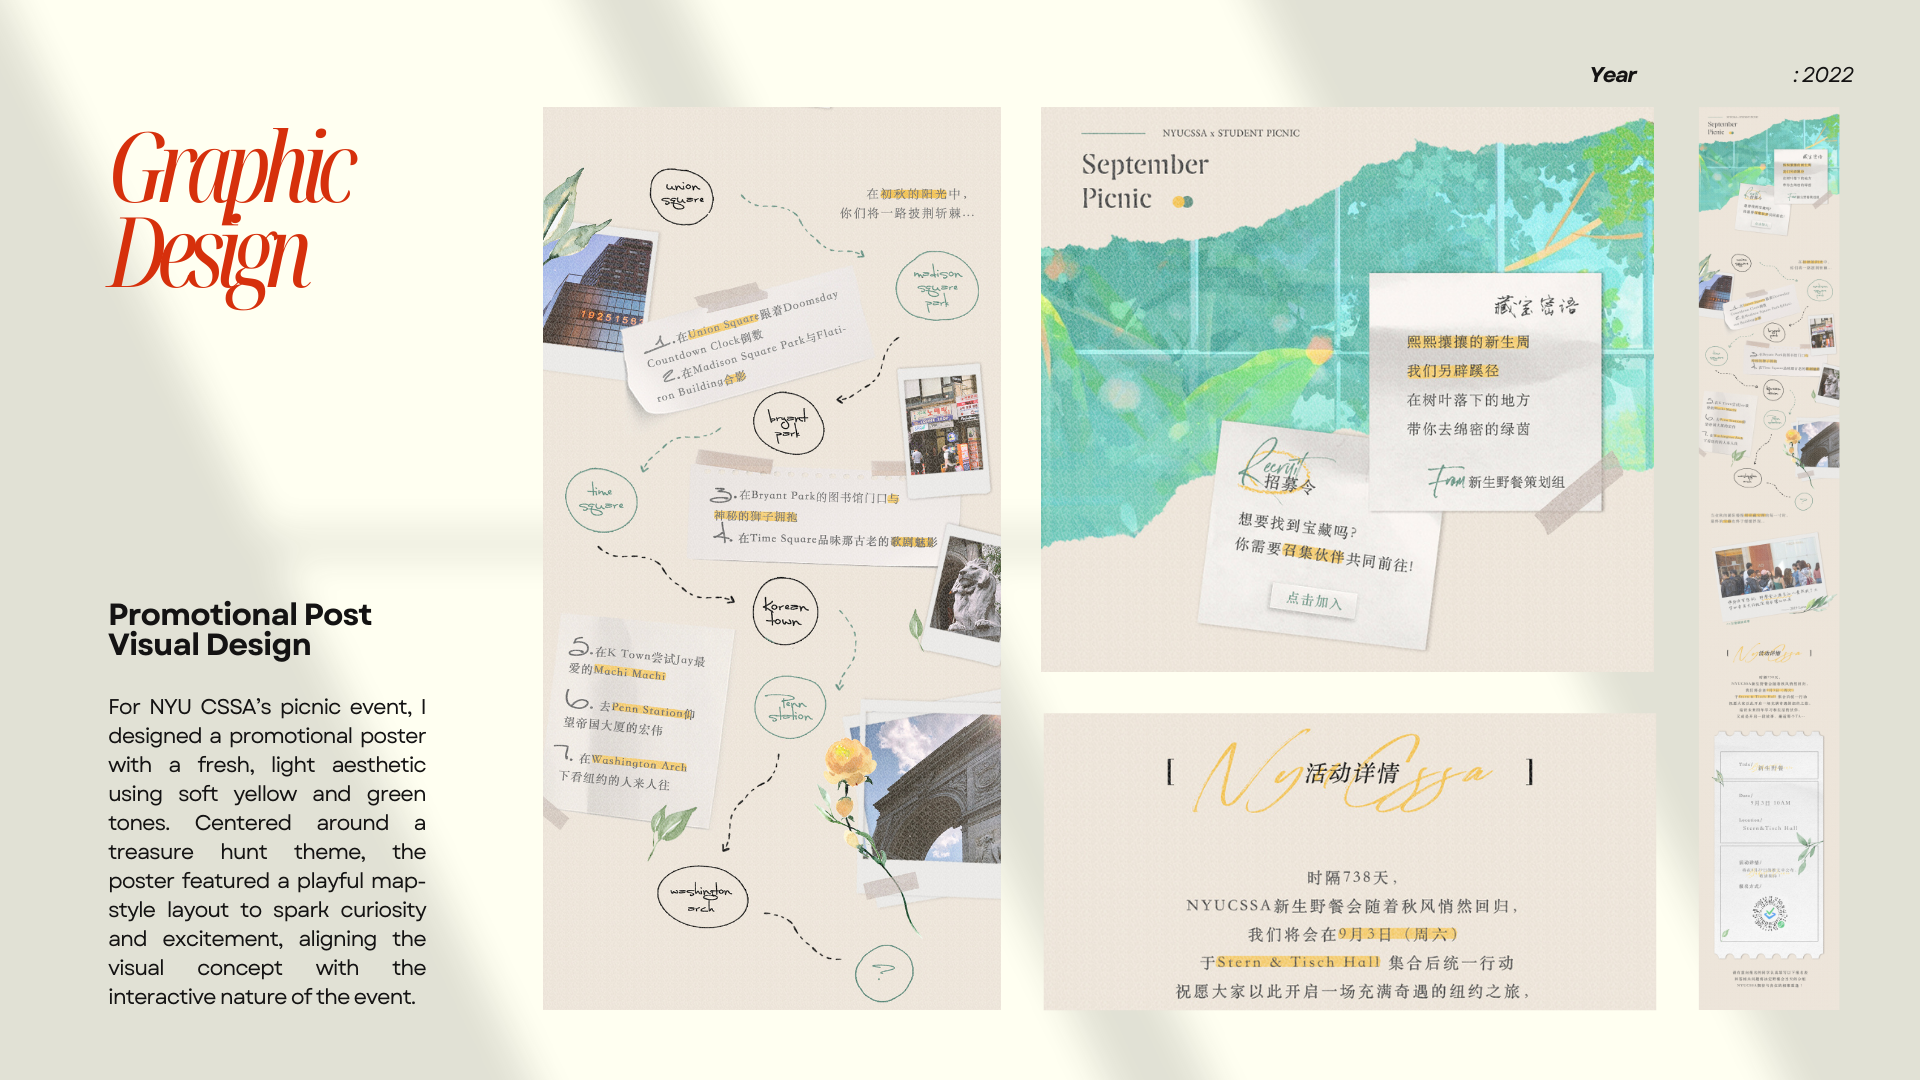 Year : 2022
Graphic
Design
Promotional Post
Visual Design
For NYU CSSA's picnic event, I
designed a promotional poster
with a fresh, light aesthetic
using soft yellow and green
tones. Centered around a
treasure hunt theme, the
poster featured a playful map-
style layout to spark curiosity
and excitement, aligning the
visual concept with the
interactive nature of the event.
union
square
在初秋的阳光中，
你们将一路披荆斩棘...
madison
square
park
19251582
1.在Union Square跟着Doomsday
Countdown Clock倒数
2.在Madison Square Park与Flati-
ron Building合影
bryant
park
time
square
3.在Bryant Park的图书馆门口与
神秘的狮子拥抱
4.在Time Square品味那古老的歌剧魅影
Korean
town
5.在K Town尝试Jay最
爱的Machi Machi
6.去Penn Station仰
望帝国大厦的宏伟
7.在Washington Arch
下看纽约的人来人往
Penn
station
washington
arch
?
NYUCSSA x STUDENT PICNIC
September
Picnic
藏宝密语
熙熙攘攘的新生周
我们另辟蹊径
在树叶落下的地方
带你去绵密的绿茵
From 新生野餐策划组
Recruit
招募令
想要找到宝藏吗?
你需要召集伙伴共同前往!
点击加入
[ NyuCssa 活动详情 ]
时隔738天，
NYUCSSA新生野餐会随着秋风悄然回归，
我们将会在9月3日（周六）
于Stern & Tisch Hall 集合后统一行动
祝愿大家以此开启一场充满奇遇的纽约之旅，
September
Picnic
新生野餐
9月3日 10AM
Stern&Tisch Hall